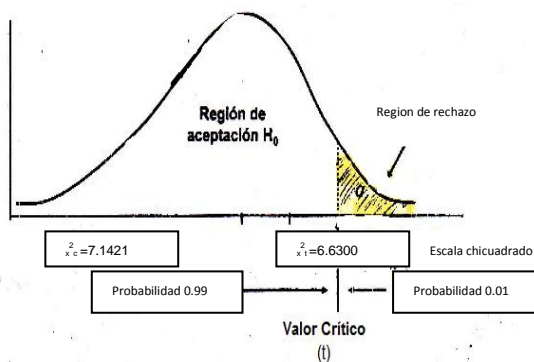 Región de
aceptación H₀
Region de rechazo
α
x²c=7.1421
x²t=6.6300
Escala chicuadrado
Probabilidad 0.99
Probabilidad 0.01
Valor Crítico
(t)